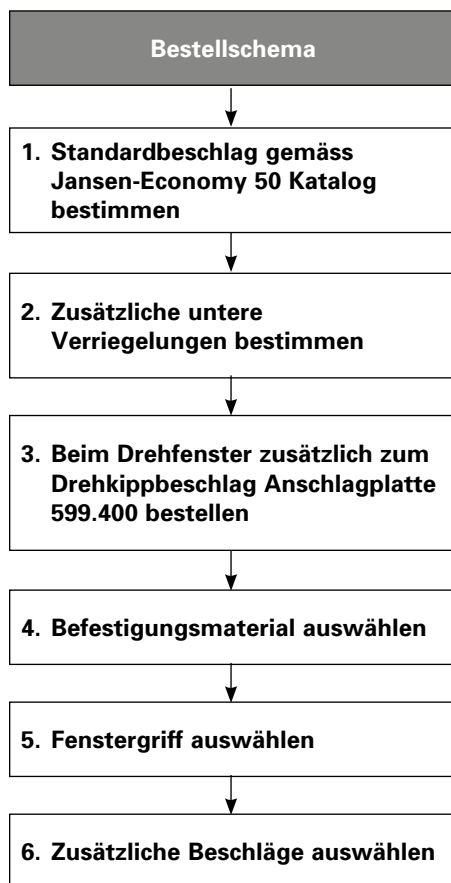 Bestellschema
1. Standardbeschlag gemäss
Jansen-Economy 50 Katalog
bestimmen
2. Zusätzliche untere
Verriegelungen bestimmen
3. Beim Drehfenster zusätzlich zum
Drehkippbeschlag Anschlagplatte
599.400 bestellen
4. Befestigungsmaterial auswählen
5. Fenstergriff auswählen
6. Zusätzliche Beschläge auswählen